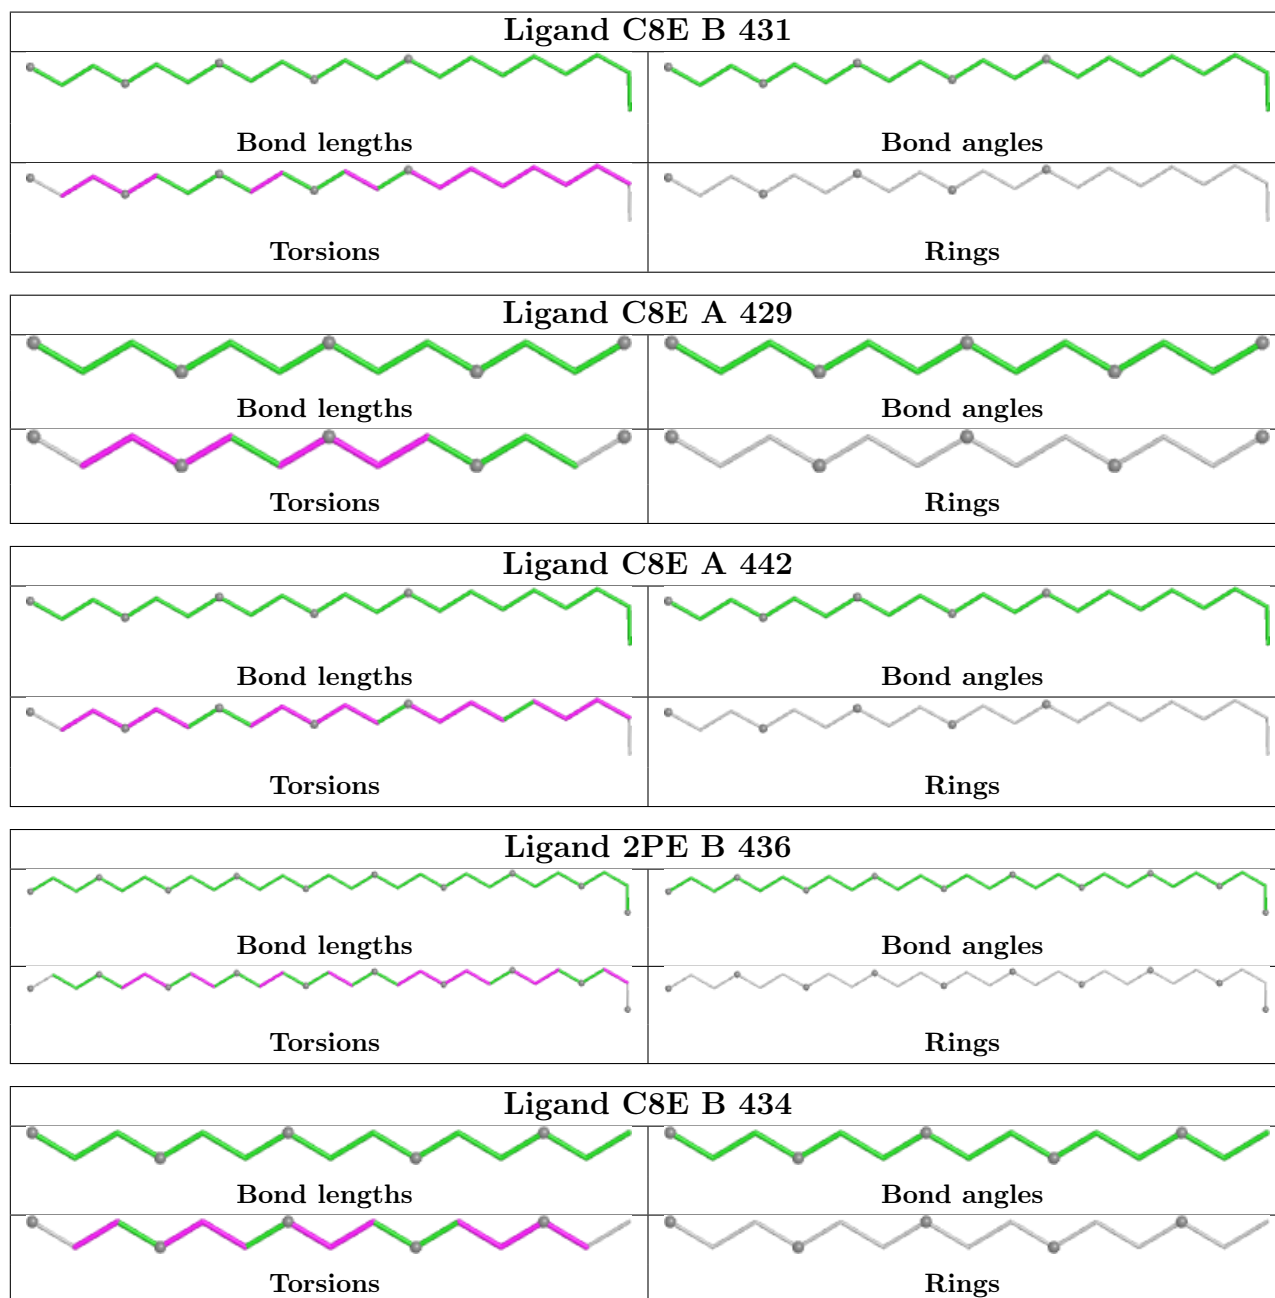 Ligand C8E B 431
Bond lengths Bond angles
Torsions Rings
Ligand C8E A 429
Bond lengths Bond angles
Torsions Rings
Ligand C8E A 442
Bond lengths Bond angles
Torsions Rings
Ligand 2PE B 436
Bond lengths Bond angles
Torsions Rings
Ligand C8E B 434
Bond lengths Bond angles
Torsions Rings